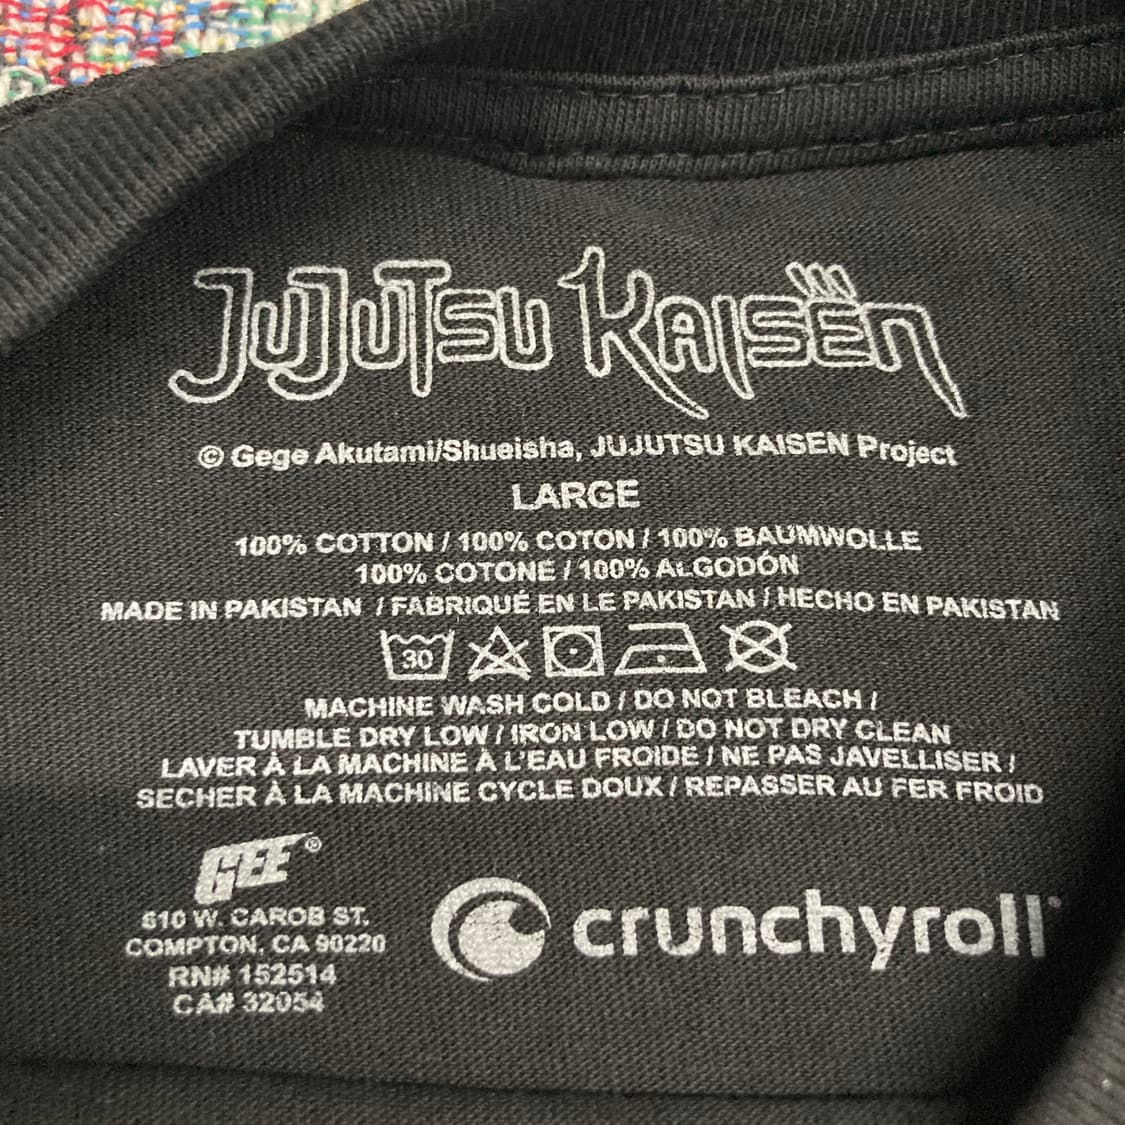 JUJUTSU KAISEN
© Gege Akutami/Shueisha, JUJUTSU KAISEN Project
LARGE
100% COTTON / 100% COTON / 100% BAUMWOLLE
100% COTONE / 100% ALGODÓN
MADE IN PAKISTAN / FABRIQUÉ EN LE PAKISTAN / HECHO EN PAKISTAN
30
MACHINE WASH COLD / DO NOT BLEACH /
TUMBLE DRY LOW / IRON LOW / DO NOT DRY CLEAN
LAVER À LA MACHINE À L'EAU FROIDE / NE PAS JAVELLISER /
SECHER À LA MACHINE CYCLE DOUX / REPASSER AU FER FROID
GEE®
610 W. CAROB ST.
COMPTON, CA 90220
RN# 152514
CA# 32054
crunchyroll